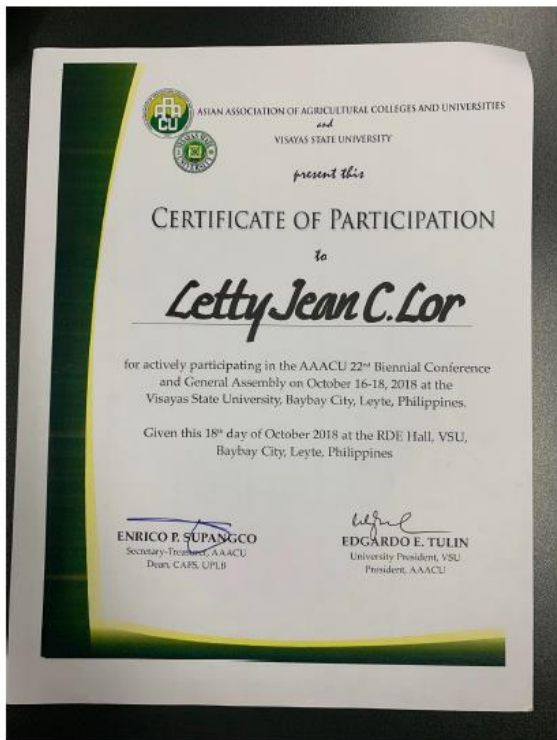 AAA
CU
ASIAN ASSOCIATION OF AGRICULTURAL COLLEGES AND UNIVERSITIES
and
VISAYAS STATE UNIVERSITY
present this
CERTIFICATE OF PARTICIPATION
to
Letty Jean C. Lor
for actively participating in the AAACU 22nd Biennial Conference
and General Assembly on October 16-18, 2018 at the
Visayas State University, Baybay City, Leyte, Philippines.
Given this 18th day of October 2018 at the RDE Hall, VSU,
Baybay City, Leyte, Philippines
ENRICO P. SUPANGCO
Secretary-Treasurer, AAACU
Dean, CAFS, UPLB
EDGARDO E. TULIN
University President, VSU
President, AAACU